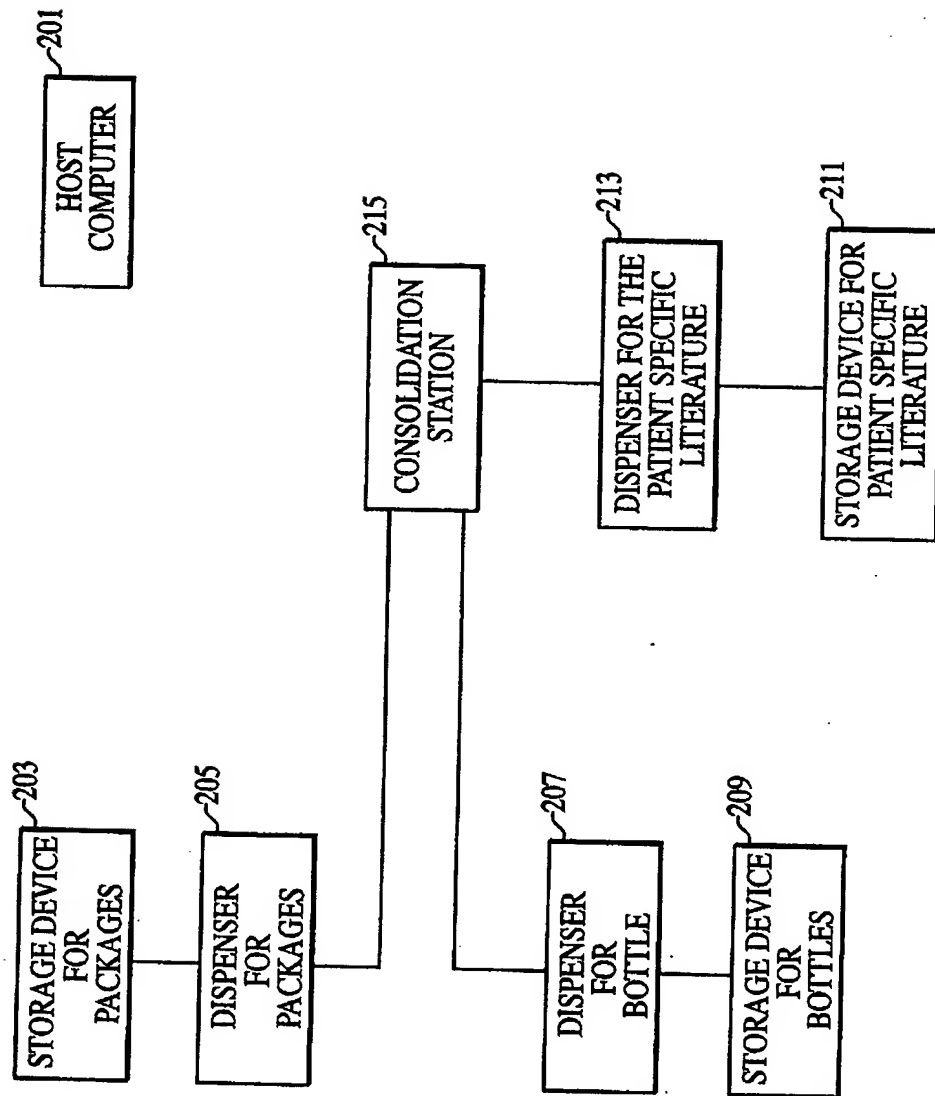 201
HOST
COMPUTER
203
STORAGE DEVICE
FOR
PACKAGES
205
DISPENSER
FOR
PACKAGES
215
CONSOLIDATION
STATION
207
DISPENSER
FOR
BOTTLE
209
STORAGE DEVICE
FOR
BOTTLES
213
DISPENSER FOR THE
PATIENT SPECIFIC
LITERATURE
211
STORAGE DEVICE FOR
PATIENT SPECIFIC
LITERATURE